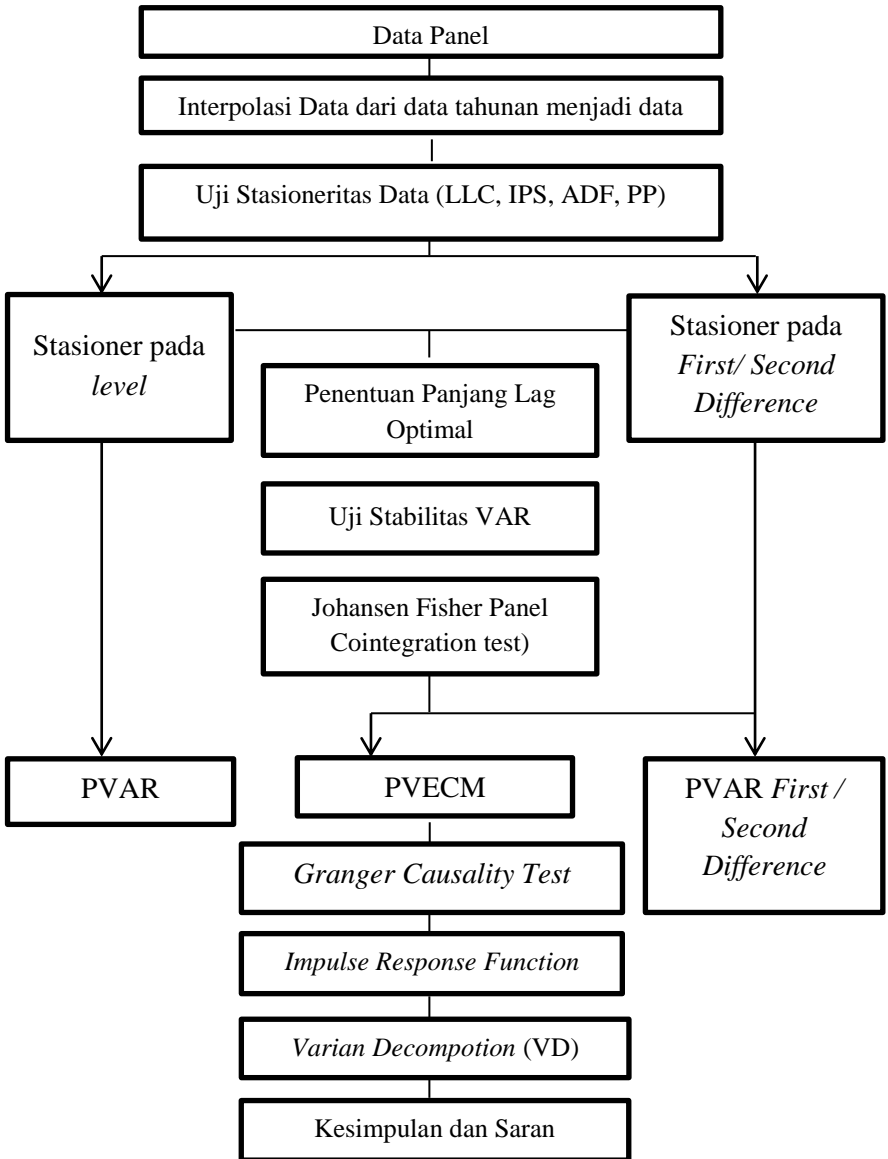 Data Panel
Interpolasi Data dari data tahunan menjadi data
Uji Stasioneritas Data (LLC, IPS, ADF, PP)
Stasioner pada
level
Stasioner pada
First/ Second
Difference
Penentuan Panjang Lag
Optimal
Uji Stabilitas VAR
Johansen Fisher Panel
Cointegration test)
PVAR
PVECM
PVAR First /
Second
Difference
Granger Causality Test
Impulse Response Function
Varian Decompotion (VD)
Kesimpulan dan Saran